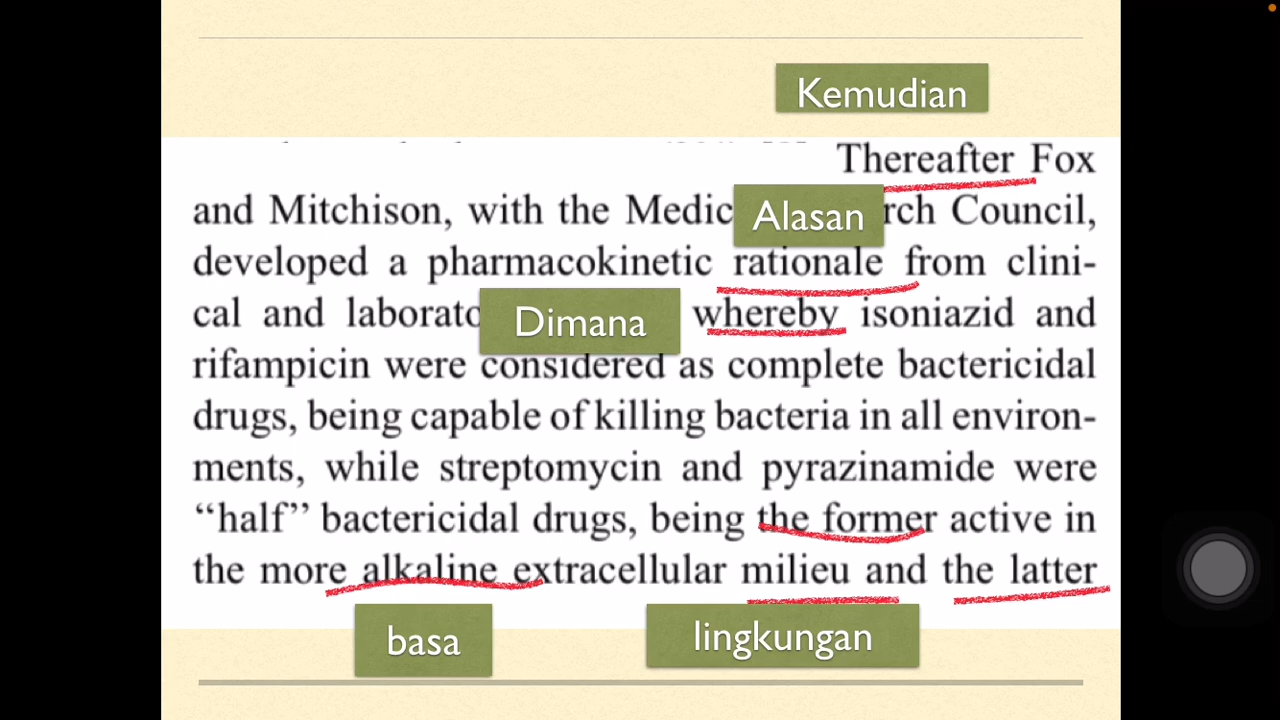 Kemudian
Thereafter Fox
and Mitchison, with the Medic Alasan rch Council,
developed a pharmacokinetic rationale from clini-
cal and laborato Dimana whereby isoniazid and
rifampicin were considered as complete bactericidal
drugs, being capable of killing bacteria in all environ-
ments, while streptomycin and pyrazinamide were
“half” bactericidal drugs, being the former active in
the more alkaline extracellular milieu and the latter
basa lingkungan